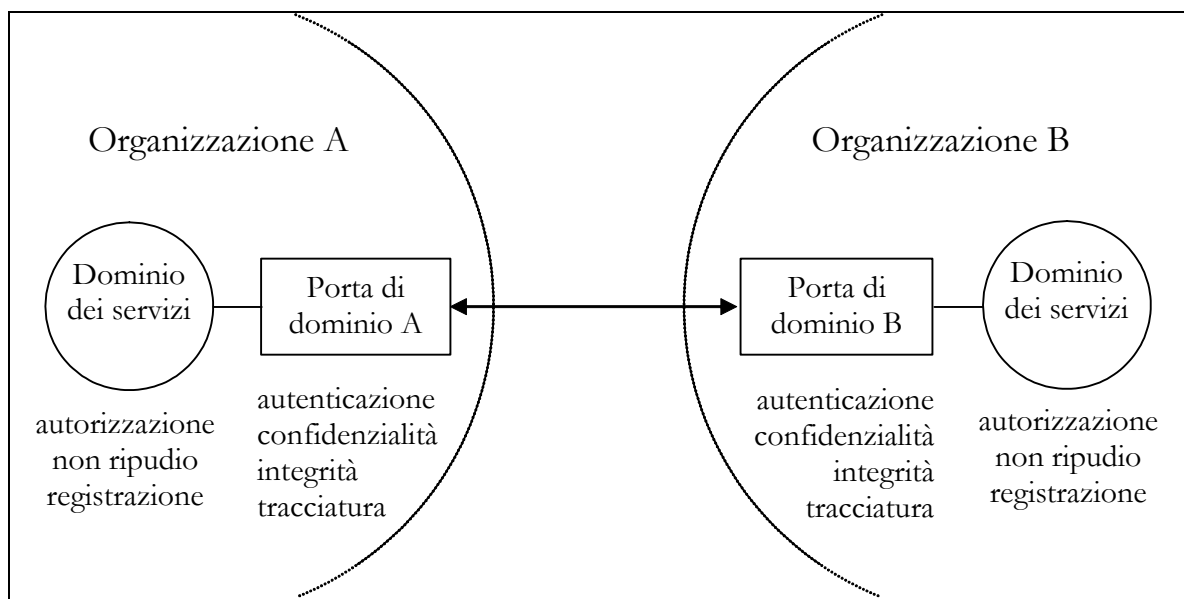 Organizzazione A
Dominio
dei servizi
Porta di
dominio A
autorizzazione
non ripudio
registrazione
autenticazione
confidenzialità
integrità
tracciatura
Organizzazione B
Porta di
dominio B
Dominio
dei servizi
autenticazione
confidenzialità
integrità
tracciatura
autorizzazione
non ripudio
registrazione